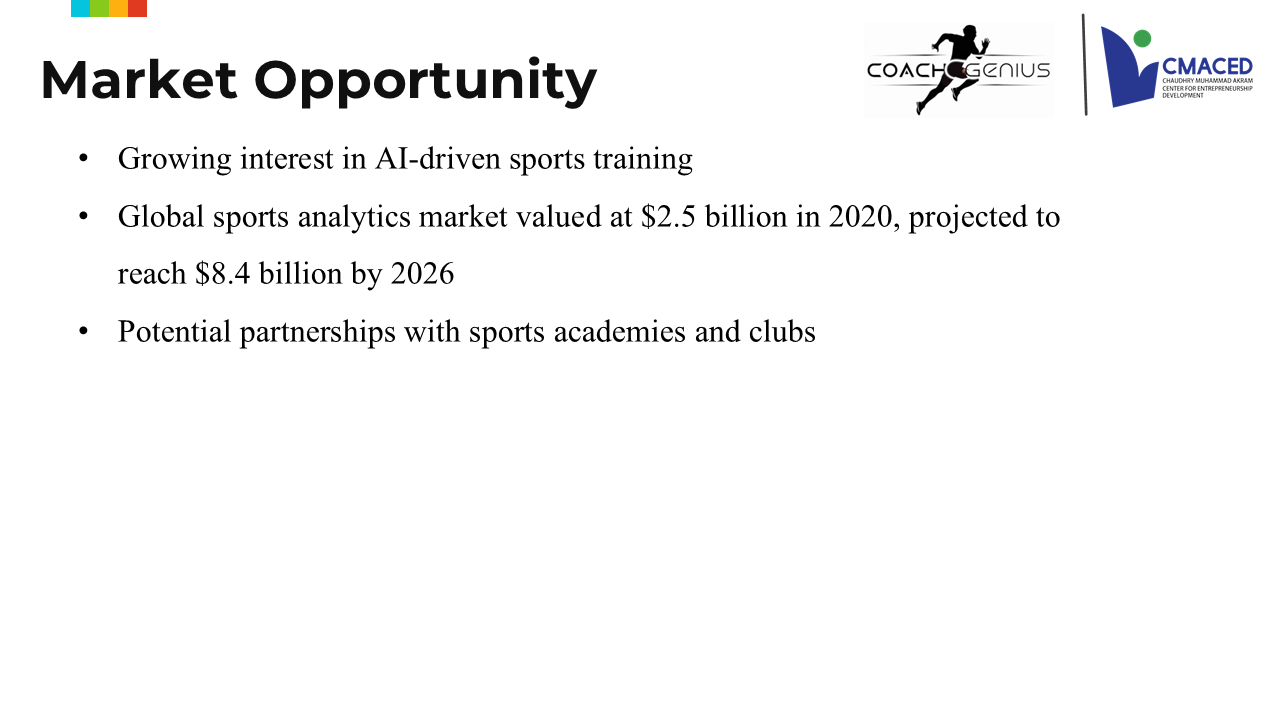 Market Opportunity
COACH GENIUS
CMACED
CHAUDHRY MUHAMMAD AKRAM
CENTER FOR ENTREPRENEURSHIP
DEVELOPMENT
• Growing interest in AI-driven sports training
• Global sports analytics market valued at $2.5 billion in 2020, projected to
reach $8.4 billion by 2026
• Potential partnerships with sports academies and clubs